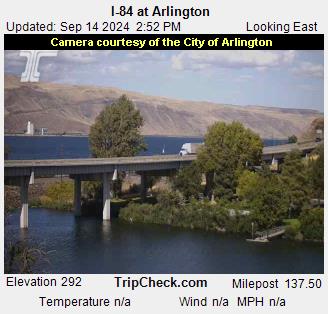 I-84 at Arlington
Updated: Sep 14 2024 2:52 PM Looking East
Camera courtesy of the City of Arlington
Elevation 292 TripCheck.com Milepost 137.50
Temperature n/a Wind n/a MPH n/a